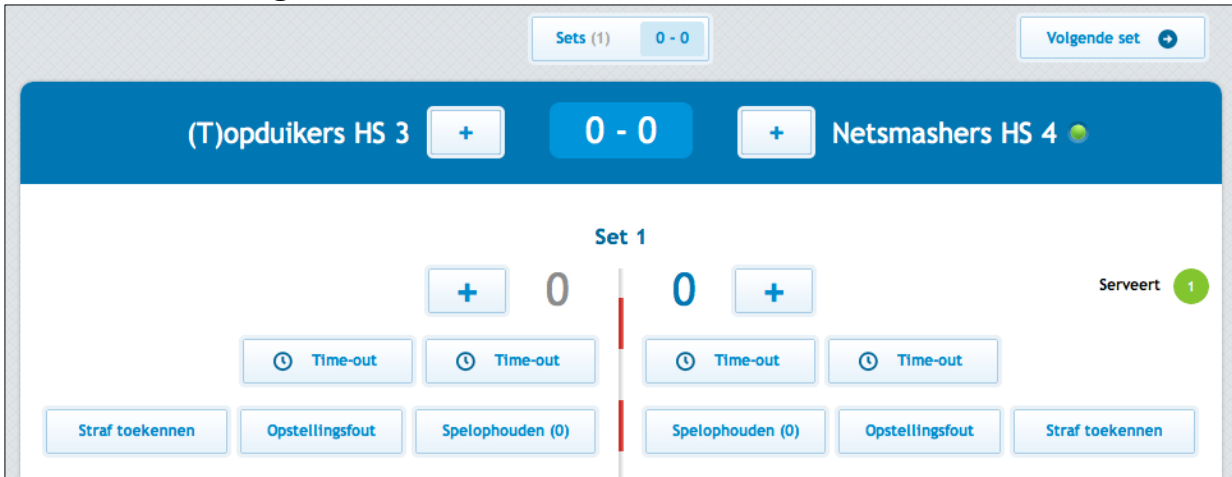 Sets (1) 0 - 0 Volgende set
(T)opduikers HS 3 + 0 - 0 + Netsmashers HS 4
Set 1
+ 0 0 + Serveert 1
Time-out Time-out Time-out Time-out
Straf toekennen Opstellingsfout Spelophouden (0) Spelophouden (0) Opstellingsfout Straf toekennen